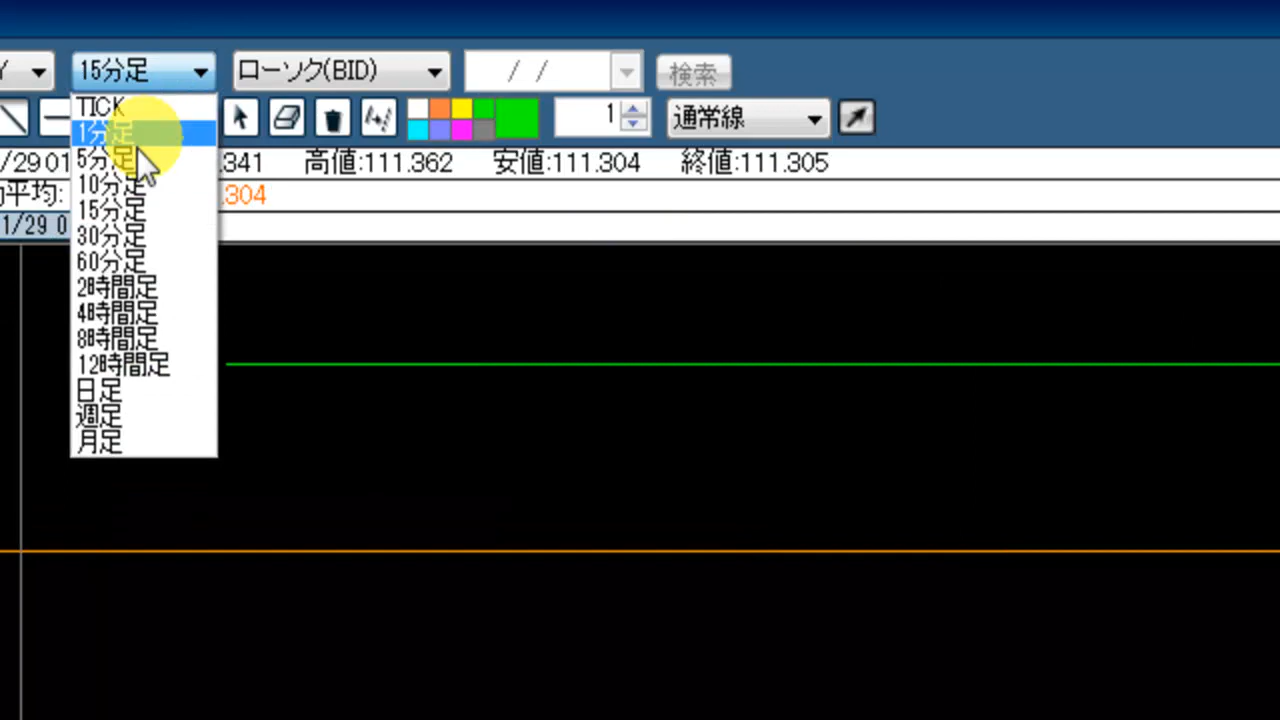 Y 15分足 ローソク(BID) / / 検索
TICK 1 通常線
1分足
/29 01 5分足 .341 高値:111.362 安値:111.304 終値:111.305
10分足
平均: 15分足 .304
1/29 0 30分足
60分足
2時間足
4時間足
8時間足
12時間足
日足
週足
月足